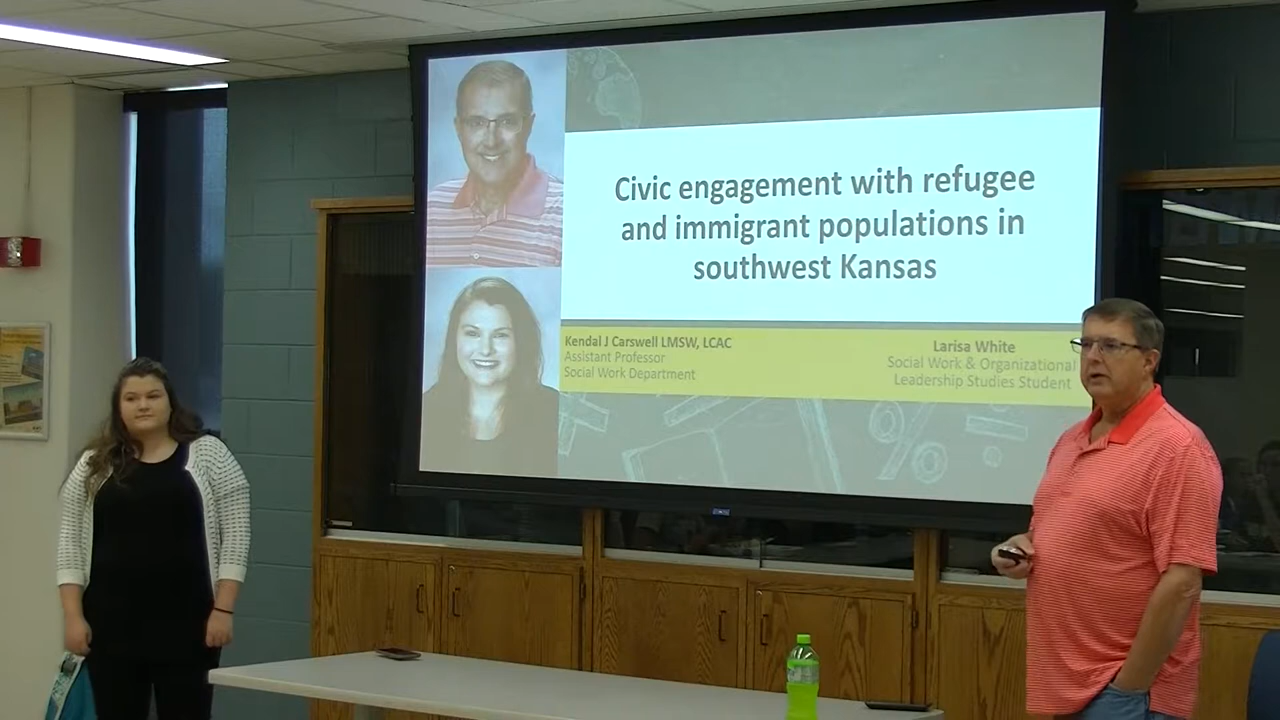 Civic engagement with refugee
and immigrant populations in
southwest Kansas
Kendal J Carswell LMSW, LCAC
Assistant Professor
Social Work Department
Larisa White
Social Work & Organizational
Leadership Studies Student
%